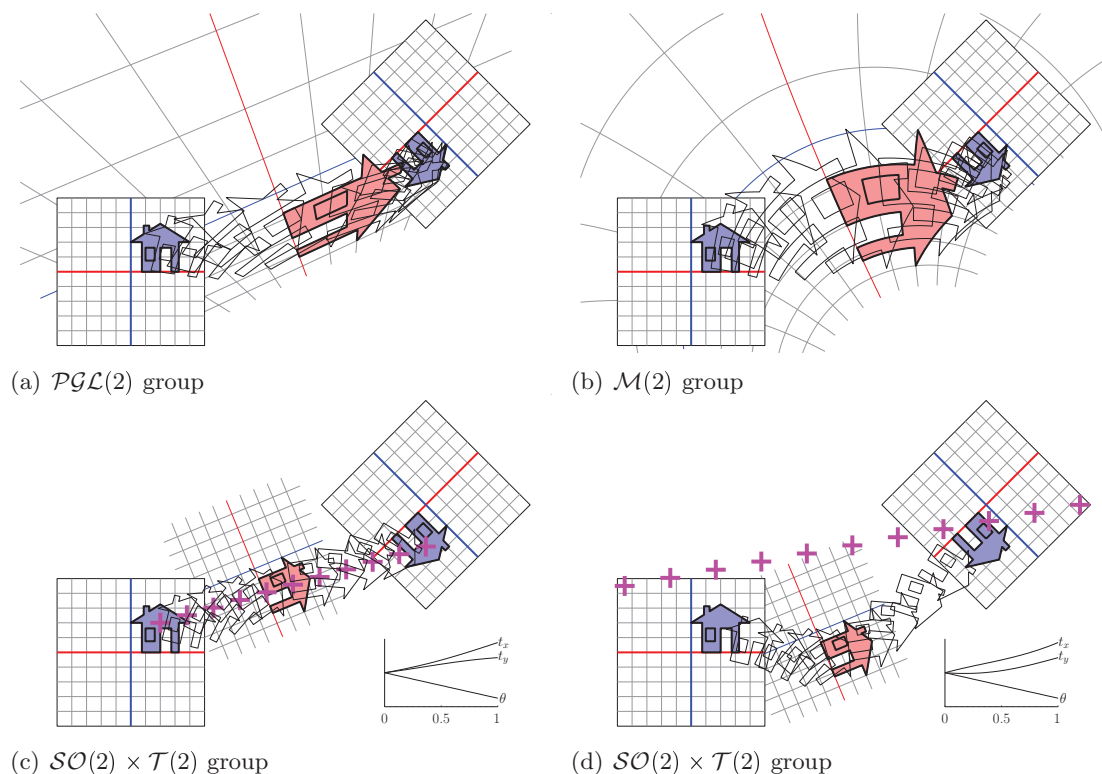 (a) 𝒫𝒢ℒ(2) group
(b) ℳ(2) group
t_x
t_y
θ
0 0.5 1
t_x
t_y
θ
0 0.5 1
(c) 𝒮𝒪(2) × 𝒯(2) group
(d) 𝒮𝒪(2) × 𝒯(2) group